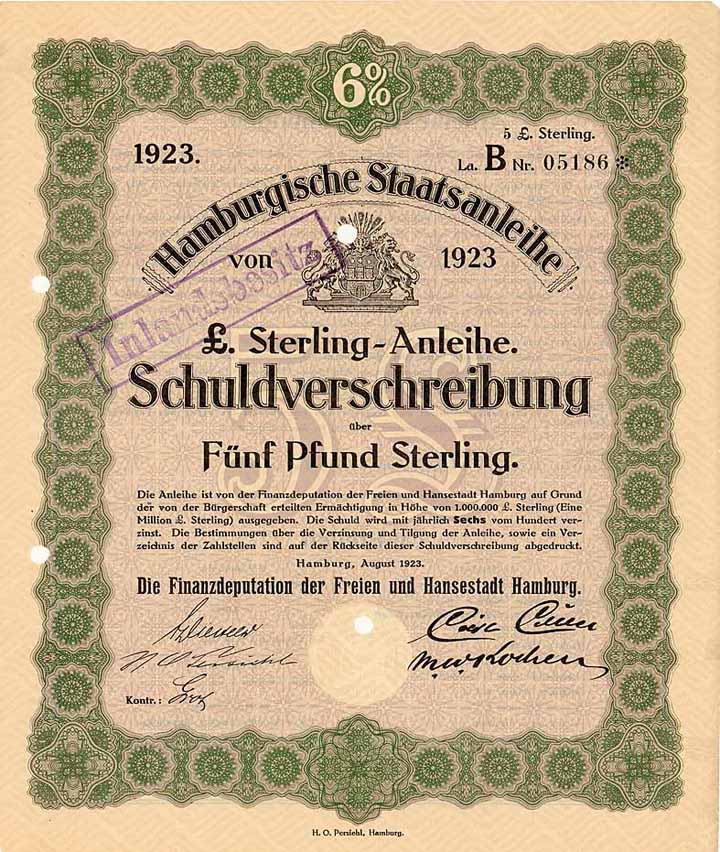 6%
5 £. Sterling.
1923.
La. B Nr. 05186 *
Hamburgische Staatsanleihe
von 1923
Inlandsbesitz
£. Sterling-Anleihe.
Schuldverschreibung
über
Fünf Pfund Sterling.
Die Anleihe ist von der Finanzdeputation der Freien und Hansestadt Hamburg auf Grund
der von der Bürgerschaft erteilten Ermächtigung in Höhe von 1.000.000 £. Sterling (Eine
Million £. Sterling) ausgegeben. Die Schuld wird mit jährlich Sechs vom Hundert ver-
zinst. Die Bestimmungen über die Verzinsung und Tilgung der Anleihe, sowie ein Ver-
zeichnis der Zahlstellen sind auf der Rückseite dieser Schuldverschreibung abgedruckt.
Hamburg, August 1923.
Die Finanzdeputation der Freien und Hansestadt Hamburg.
Kontr.:
H. O. Persiehl, Hamburg.